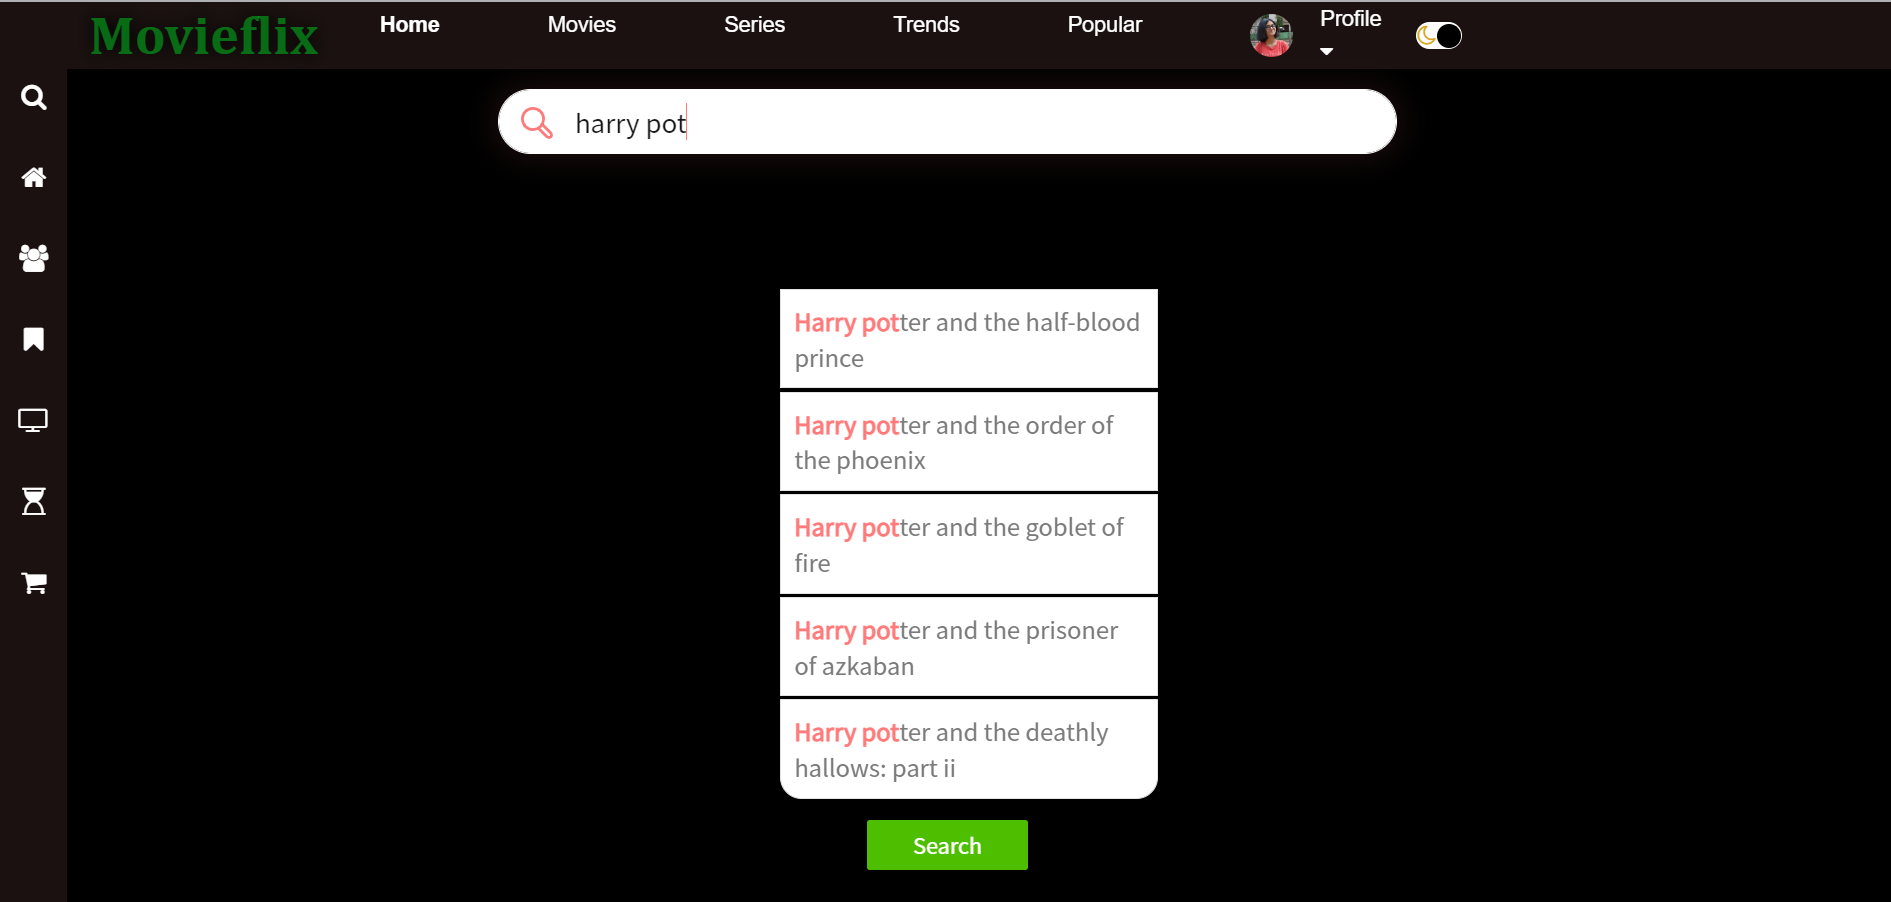 Movieflix
Home
Movies
Series
Trends
Popular
Profile
harry pot
Harry potter and the half-blood
prince
Harry potter and the order of
the phoenix
Harry potter and the goblet of
fire
Harry potter and the prisoner
of azkaban
Harry potter and the deathly
hallows: part ii
Search